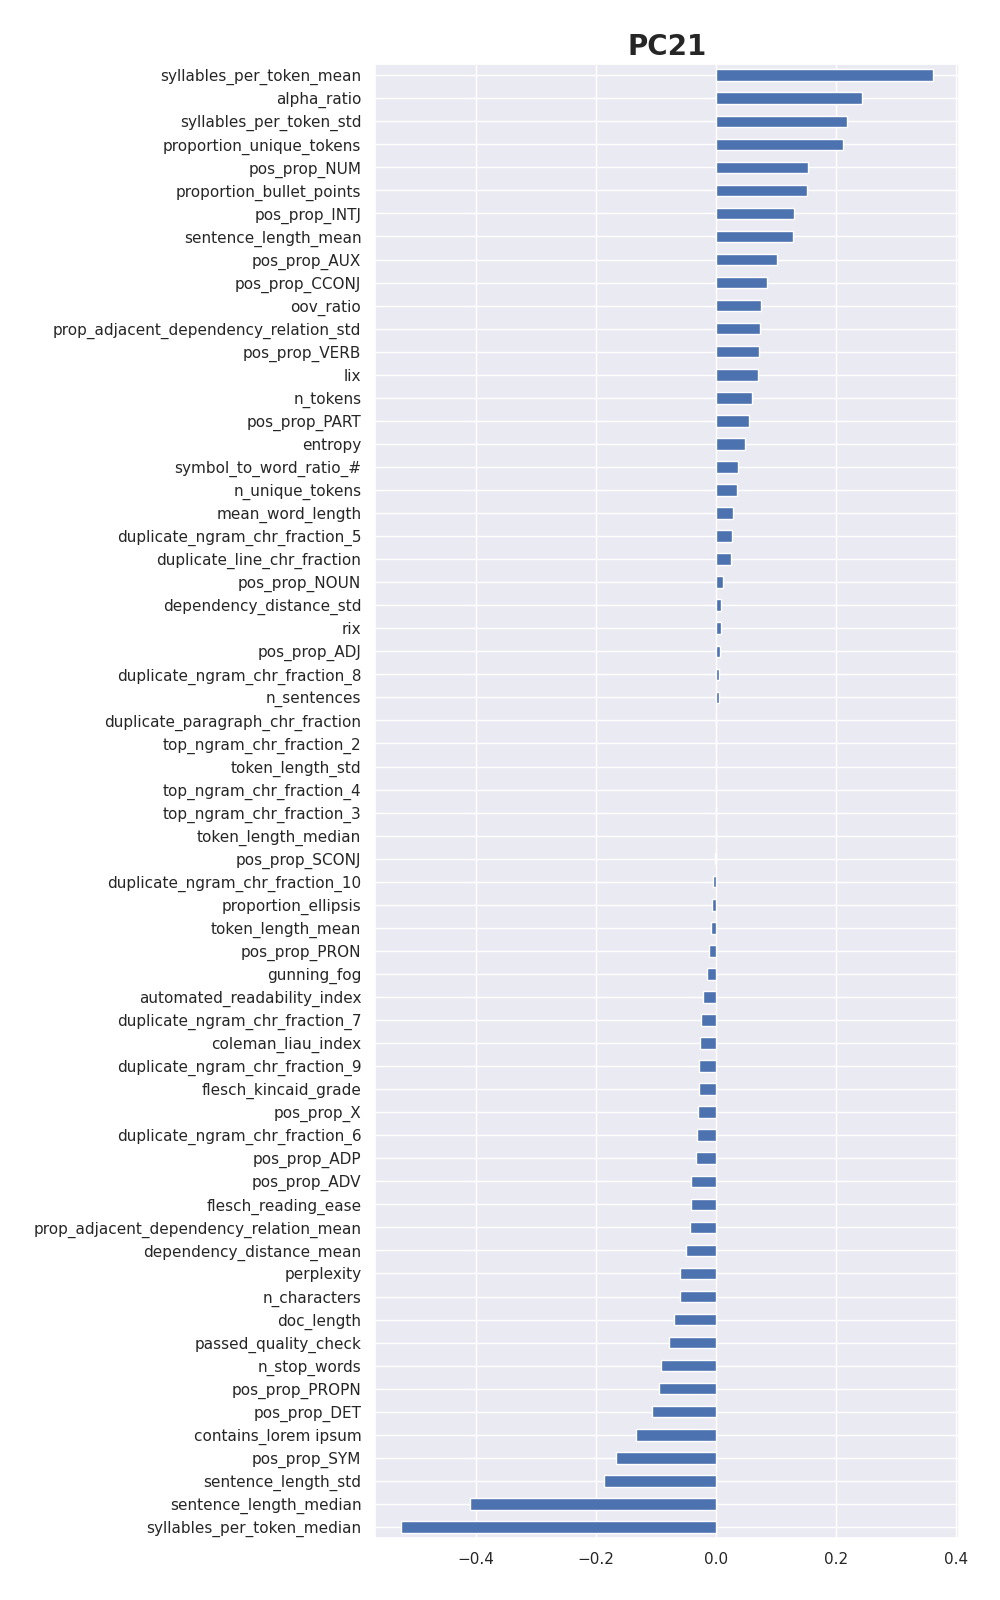 PC21
syllables_per_token_mean
alpha_ratio
syllables_per_token_std
proportion_unique_tokens
pos_prop_NUM
proportion_bullet_points
pos_prop_INTJ
sentence_length_mean
pos_prop_AUX
pos_prop_CCONJ
oov_ratio
prop_adjacent_dependency_relation_std
pos_prop_VERB
lix
n_tokens
pos_prop_PART
entropy
symbol_to_word_ratio_#
n_unique_tokens
mean_word_length
duplicate_ngram_chr_fraction_5
duplicate_line_chr_fraction
pos_prop_NOUN
dependency_distance_std
rix
pos_prop_ADJ
duplicate_ngram_chr_fraction_8
n_sentences
duplicate_paragraph_chr_fraction
top_ngram_chr_fraction_2
token_length_std
top_ngram_chr_fraction_4
top_ngram_chr_fraction_3
token_length_median
pos_prop_SCONJ
duplicate_ngram_chr_fraction_10
proportion_ellipsis
token_length_mean
pos_prop_PRON
gunning_fog
automated_readability_index
duplicate_ngram_chr_fraction_7
coleman_liau_index
duplicate_ngram_chr_fraction_9
flesch_kincaid_grade
pos_prop_X
duplicate_ngram_chr_fraction_6
pos_prop_ADP
pos_prop_ADV
flesch_reading_ease
prop_adjacent_dependency_relation_mean
dependency_distance_mean
perplexity
n_characters
doc_length
passed_quality_check
n_stop_words
pos_prop_PROPN
pos_prop_DET
contains_lorem ipsum
pos_prop_SYM
sentence_length_std
sentence_length_median
syllables_per_token_median
−0.4 −0.2 0.0 0.2 0.4